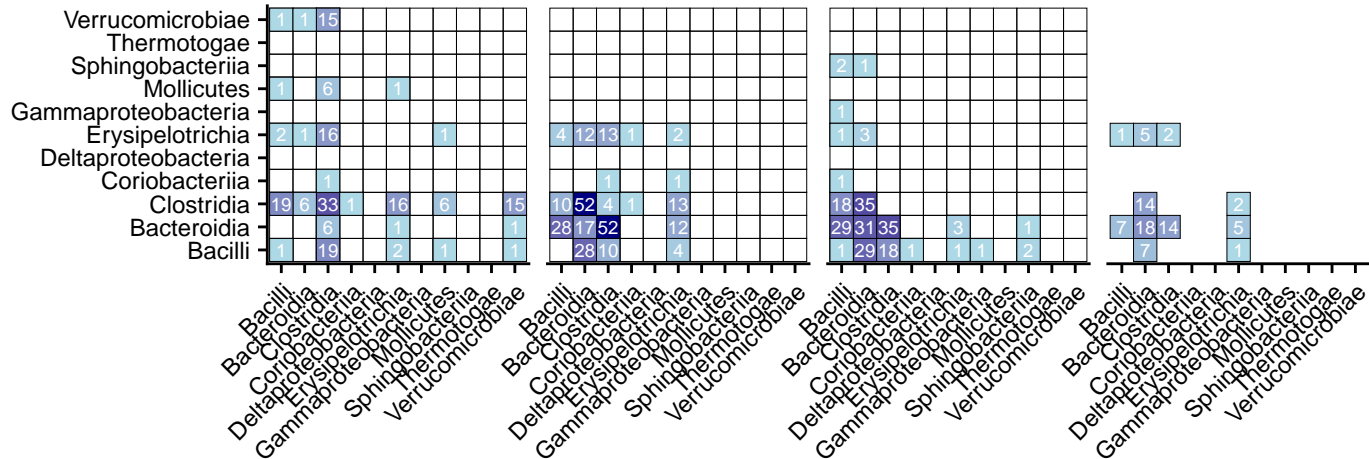 Verrucomicrobiae 1 1 15
Thermotogae
Sphingobacteriia 2 1
Mollicutes 1 6 1
Gammaproteobacteria 1
Erysipelotrichia 2 1 16 1 4 12 13 1 2 1 3 1 5 2
Deltaproteobacteria
Coriobacteriia 1 1 1 1
Clostridia 19 6 33 1 16 6 15 10 52 4 1 13 18 35 14 2
Bacteroidia 6 1 1 28 17 52 12 29 31 35 3 1 7 18 14 5
Bacilli 1 19 2 1 1 28 10 4 1 29 18 1 1 1 2 7 1
Bacilli
Bacteroidia
Clostridia
Coriobacteriia
Deltaproteobacteria
Erysipelotrichia
Gammaproteobacteria
Mollicutes
Sphingobacteriia
Thermotogae
Verrucomicrobiae
Bacilli
Bacteroidia
Clostridia
Coriobacteriia
Deltaproteobacteria
Erysipelotrichia
Gammaproteobacteria
Mollicutes
Sphingobacteriia
Thermotogae
Verrucomicrobiae
Bacilli
Bacteroidia
Clostridia
Coriobacteriia
Deltaproteobacteria
Erysipelotrichia
Gammaproteobacteria
Mollicutes
Sphingobacteriia
Thermotogae
Verrucomicrobiae
Bacilli
Bacteroidia
Clostridia
Coriobacteriia
Deltaproteobacteria
Erysipelotrichia
Gammaproteobacteria
Mollicutes
Sphingobacteriia
Thermotogae
Verrucomicrobiae